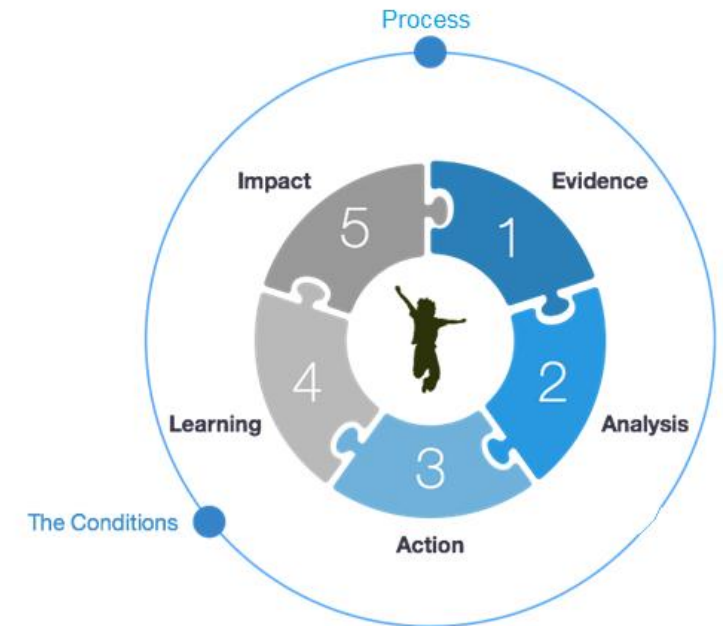 Process
Impact
Evidence
5
1
4
2
Learning
Analysis
3
The Conditions
Action